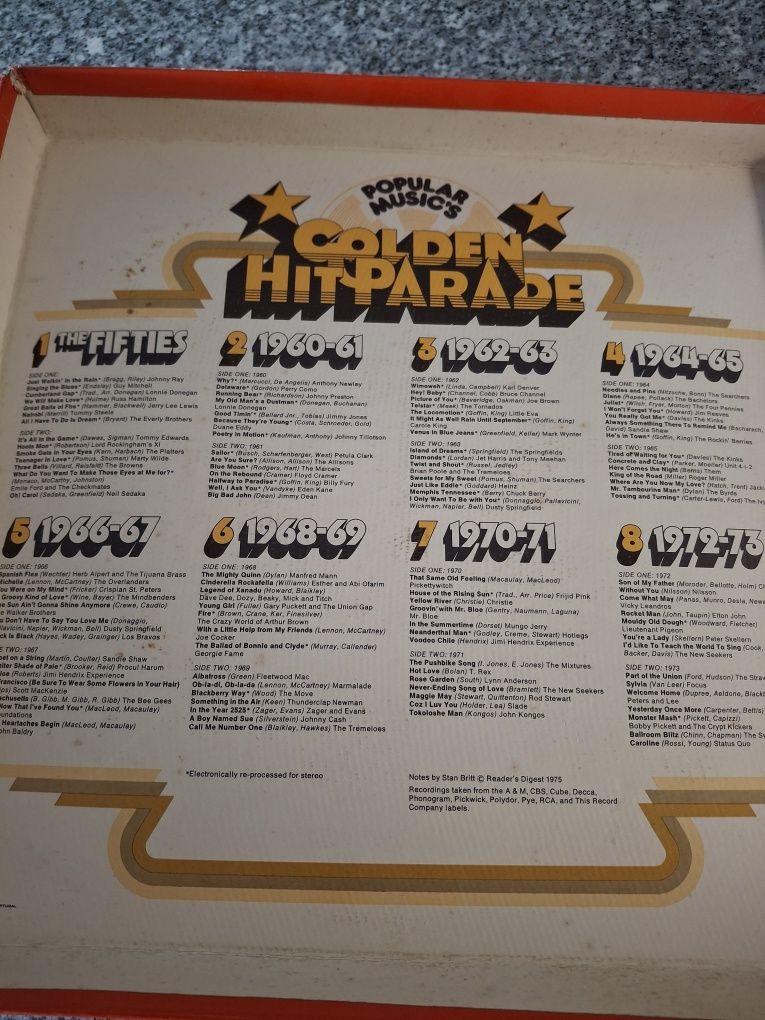 POPULAR
MUSIC'S
GOLDEN
HIT PARADE
1 THE FIFTIES
SIDE ONE:
Just Walkin' in the Rain* (Bragg, Riley) Johnny Ray
Singing the Blues* (Endsley) Guy Mitchell
Cumberland Gap* (Trad., Arr. Donegan) Lonnie Donegan
We Will Make Love* (Hulme) Russ Hamilton
Great Balls of Fire* (Hammer, Blackwell) Jerry Lee Lewis
Nairobi (Merrill) Tommy Steele
All I Have To Do is Dream* (Bryant) The Everly Brothers
SIDE TWO:
It's All in the Game* (Dawes, Sigman) Tommy Edwards
Hoots Mon* (Robertson) Lord Rockingham's XI
Smoke Gets in Your Eyes (Kern, Harbach) The Platters
Teenager in Love* (Pomus, Shuman) Marty Wilde
Three Bells (Villard, Reisfeld) The Browns
What Do You Want To Make Those Eyes at Me for?*
(Monaco, McCarthy, Johnston)
Emile Ford and The Checkmates
Oh! Carol (Sedaka, Greenfield) Neil Sedaka
2 1960-61
SIDE ONE: 1960
Why?* (Marcucci, De Angelis) Anthony Newley
Delaware* (Gordon) Perry Como
Running Bear* (Richardson) Johnny Preston
My Old Man's a Dustman* (Donegan, Buchanan)
Lonnie Donegan
Good Timin* (Ballard Jnr., Tobias) Jimmy Jones
Because They're Young* (Costa, Schroeder, Gold)
Duane Eddy
Poetry in Motion* (Kaufman, Anthony) Johnny Tillotson
SIDE TWO: 1961
Sailor* (Busch, Scharfenberger, West) Petula Clark
Are You Sure?* (Allison, Allison) The Allisons
Blue Moon* (Rodgers, Hart) The Marcels
On the Rebound* (Cramer) Floyd Cramer
Halfway to Paradise* (Goffin, King) Billy Fury
Well, I Ask You* (Vandyke) Eden Kane
Big Bad John (Dean) Jimmy Dean
3 1962-63
SIDE ONE: 1962
Wimoweh* (Linda, Campbell) Karl Denver
Hey! Baby* (Channel, Cobb) Bruce Channel
Picture of You* (Beveridge, Oakman) Joe Brown
Telstar* (Meek) The Tornados
The Locomotion* (Goffin, King) Little Eva
It Might As Well Rain Until September* (Goffin, King)
Carole King
Venus in Blue Jeans* (Greenfield, Keller) Mark Wynter
SIDE TWO: 1963
Island of Dreams* (Springfield) The Springfields
Diamonds* (Lordan) Jet Harris and Tony Meehan
Twist and Shout* (Russel, Jedley)
Brian Poole and The Tremeloes
Sweets for My Sweet* (Pomus, Shuman) The Searchers
Just Like Eddie* (Goddard) Heinz
Memphis Tennessee* (Berry) Chuck Berry
I Only Want To Be with You* (Donnaggio, Pallavicini,
Wickman, Napier, Bell) Dusty Springfield
4 1964-65
SIDE ONE: 1964
Needles and Pins (Nitzsche, Bono) The Searchers
Diane (Rapee, Pollack) The Bachelors
Juliet* (Wilsh, Fryer, Morton) The Four Pennies
I Won't Forget You* (Howard) Jim Reeves
You Really Got Me* (Davies) The Kinks
Always Something There to Remind Me (Bacharach,
David) Sandie Shaw
He's in Town* (Goffin, King) The Rockin' Berries
SIDE TWO: 1965
Tired of Waiting for You* (Davies) The Kinks
Concrete and Clay* (Parker, Moeller) Unit 4 + 2
Here Comes the Night* (Berns) Them
King of the Road (Miller) Roger Miller
Where Are You Now My Love? (Hatch, Trent) Jackie
Mr. Tambourine Man* (Dylan) The Byrds
Tossing and Turning* (Carter-Lewis, Ford) The Ivy
5 1966-67
SIDE ONE: 1966
Spanish Flea (Wechter) Herb Alpert and The Tijuana Brass
Michelle (Lennon, McCartney) The Overlanders
You Were on My Mind* (Fricker) Crispian St. Peters
Groovy Kind of Love* (Wine, Bayer) The Mindbenders
The Sun Ain't Gonna Shine Anymore (Crewe, Gaudio)
e Walker Brothers
u Don't Have To Say You Love Me (Donaggio,
llavicini, Napier, Wickman, Bell) Dusty Springfield
ack Is Black (Hayes, Wadey, Grainger) Los Bravos
TWO: 1967
pet on a String (Martin, Coulter) Sandie Shaw
iter Shade of Pale* (Brooker, Reid) Procul Harum
Joe (Roberts) Jimi Hendrix Experience
rancisco (Be Sure To Wear Some Flowers in Your Hair)
ips) Scott MacKenzie
chusetts (B. Gibb, M. Gibb, R. Gibb) The Bee Gees
Now That I've Found You* (MacLeod, Macaulay)
undations
Heartaches Begin (MacLeod, Macaulay)
ohn Baldry
6 1968-69
SIDE ONE: 1968
The Mighty Quinn (Dylan) Manfred Mann
Cinderella Rockafella (Williams) Esther and Abi Ofarim
Legend of Xanadu (Howard, Blaikley)
Dave Dee, Dozy, Beaky, Mick and Titch
Young Girl (Fuller) Gary Puckett and The Union Gap
Fire* (Brown, Crane, Ker, Finesilver)
The Crazy World of Arthur Brown
With a Little Help from My Friends (Lennon, McCartney)
Joe Cocker
The Ballad of Bonnie and Clyde* (Murray, Callender)
Georgie Fame
SIDE TWO: 1969
Albatross (Green) Fleetwood Mac
Ob-la-di, Ob-la-da (Lennon, McCartney) Marmalade
Blackberry Way* (Wood) The Move
Something in the Air (Keen) Thunderclap Newman
In the Year 2525* (Zager, Evans) Zager and Evans
A Boy Named Sue (Silverstein) Johnny Cash
Call Me Number One (Blaikley, Hawkes) The Tremeloes
7 1970-71
SIDE ONE: 1970
That Same Old Feeling (Macaulay, MacLeod)
Pickettywitch
House of the Rising Sun* (Trad., Arr. Price) Frijid Pink
Yellow River (Christie) Christie
Groovin' with Mr. Bloe (Gentry, Naumann, Laguna)
Mr. Bloe
In the Summertime (Dorset) Mungo Jerry
Neanderthal Man* (Godley, Creme, Stewart) Hotlegs
Voodoo Chile (Hendrix) Jimi Hendrix Experience
SIDE TWO: 1971
The Pushbike Song (I. Jones, E. Jones) The Mixtures
Hot Love (Bolan) T. Rex
Rose Garden (South) Lynn Anderson
Never-Ending Song of Love (Bramlett) The New Seekers
Maggie May (Stewart, Quittenton) Rod Stewart
Coz I Luv You (Holder, Lea) Slade
Tokoloshe Man (Kongos) John Kongos
8 1972-73
SIDE ONE: 1972
Son of My Father (Moroder, Bellotte, Holm) Ch
Without You (Nilsson) Nilsson
Come What May (Panas, Munro, Desla, Newe
Vicky Leandros
Rocket Man (John, Taupin) Elton John
Mouldy Old Dough* (Woodward, Fletcher)
Lieutenant Pigeon
You're a Lady (Skellern) Peter Skellern
I'd Like To Teach the World To Sing (Cook,
Backer, Davis) The New Seekers
SIDE TWO: 1973
Part of the Union (Ford, Hudson) The Straw
Sylvia (Van Leer) Focus
Welcome Home (Dupree, Aeldone, Black
Peters and Lee
Yesterday Once More (Carpenter, Bettis)
Monster Mash* (Pickett, Capizzi)
Bobby Pickett and The Crypt Kickers
Ballroom Blitz (Chinn, Chapman) The Sw
Caroline (Rossi, Young) Status Quo
*Electronically re-processed for stereo
Notes by Stan Britt © Reader's Digest 1975
Recordings taken from the A & M, CBS, Cube, Decca,
Phonogram, Pickwick, Polydor, Pye, RCA, and This Record
Company labels.